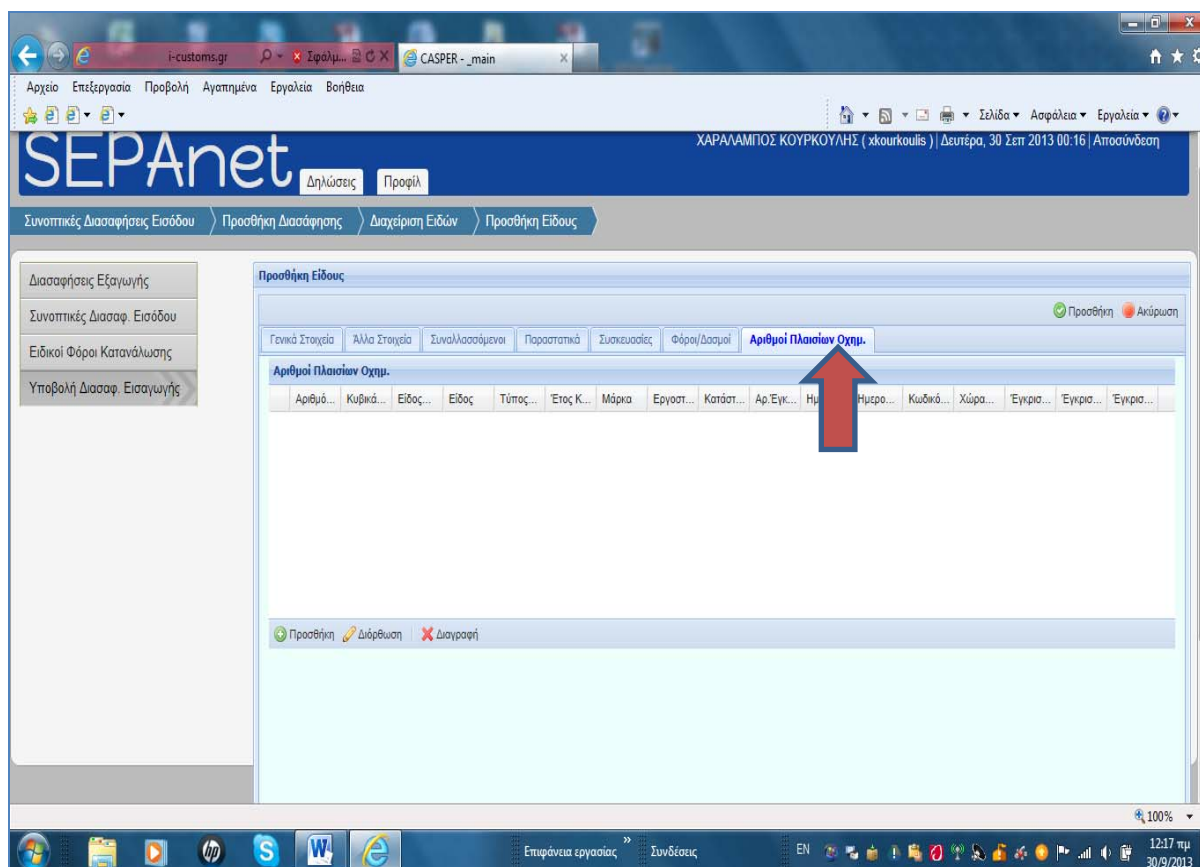 i-customs.gr Σφάλμ... CASPER - _main
Αρχείο Επεξεργασία Προβολή Αγαπημένα Εργαλεία Βοήθεια
Σελίδα Ασφάλεια Εργαλεία
SEPAnet
Δηλώσεις Προφίλ
ΧΑΡΑΛΑΜΠΟΣ ΚΟΥΡΚΟΥΛΗΣ ( xkourkoulis ) | Δευτέρα, 30 Σεπ 2013 00:16 | Αποσύνδεση
Συνοπτικές Διασαφήσεις Εισόδου Προσθήκη Διασάφησης Διαχείριση Ειδών Προσθήκη Είδους
Διασαφήσεις Εξαγωγής
Συνοπτικές Διασαφ. Εισόδου
Ειδικοί Φόροι Κατανάλωσης
Υποβολή Διασαφ. Εισαγωγής
Προσθήκη Είδους
Προσθήκη Ακύρωση
Γενικά Στοιχεία Άλλα Στοιχεία Συναλλασσόμενοι Παραστατικά Συσκευασίες Φόροι/Δασμοί Αριθμοί Πλαισίων Οχημ.
Αριθμοί Πλαισίων Οχημ.
Αριθμό... Κυβικά... Είδος... Είδος Τύπος... Έτος Κ... Μάρκα Εργοστ... Κατάστ... Αρ.Έγκ... Ημερο... Κωδικό... Χώρα... Έγκρισ... Έγκρισ... Έγκρισ...
Προσθήκη Διόρθωση Διαγραφή
100%
hp Επιφάνεια εργασίας » Συνδέσεις EN 12:17 πμ
30/9/2013